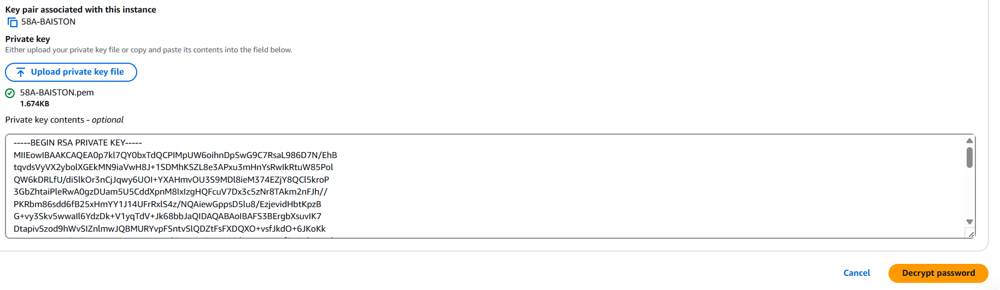 Key pair associated with this instance
58A-BAISTON
Private key
Either upload your private key file or copy and paste its contents into the field below.
Upload private key file
58A-BAISTON.pem
1.674KB
Private key contents - optional
-----BEGIN RSA PRIVATE KEY-----
MIIEowIBAAKCAQEA0p7kl7QY0bxTdQCPIMpUW6oihnDpSwG9C7RsaL986D7N/EhB
tqvdsVyVX2ybolXGEkMN9iaVwH8J+1SDMhKSZL8e3APxu3mHnYsRwIkRtuW85Pol
QW6kDRLfU/diSlkOr3nCjJqwy6UOI+YXAHmvOU3S9MDl8ieM374EZjY8QCl5kroP
3GbZhtaiPleRwA0gzDUam5U5CddXpnM8IxIzgHQFcuV7Dx3c5zNr8TAkm2nFJh//
PKRbm86sdd6fB25xHmYY1J14UFrRxlS4z/NQAiewGppsD5lu8/EzjevidHbtKpzB
G+vy3Skv5wwaIl6YdzDk+V1yqTdV+Jk68bbJaQIDAQABAoIBAFS3BErgbXsuvIK7
DtapivSzod9hWvSIZnlmwJQBMURYvpFSntvSlQDZtFsFXDQXO+vsfJkdO+6JKoKk
Cancel
Decrypt password